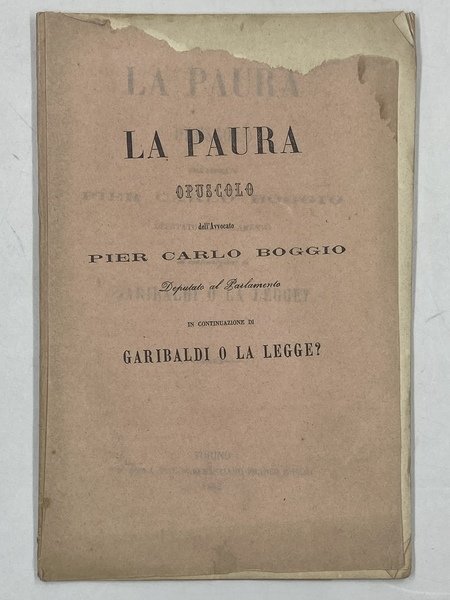 LA PAURA
OPUSCOLO
dell'Avvocato
PIER CARLO BOGGIO
Deputato al Parlamento
IN CONTINUAZIONE DI
GARIBALDI O LA LEGGE?
TORINO